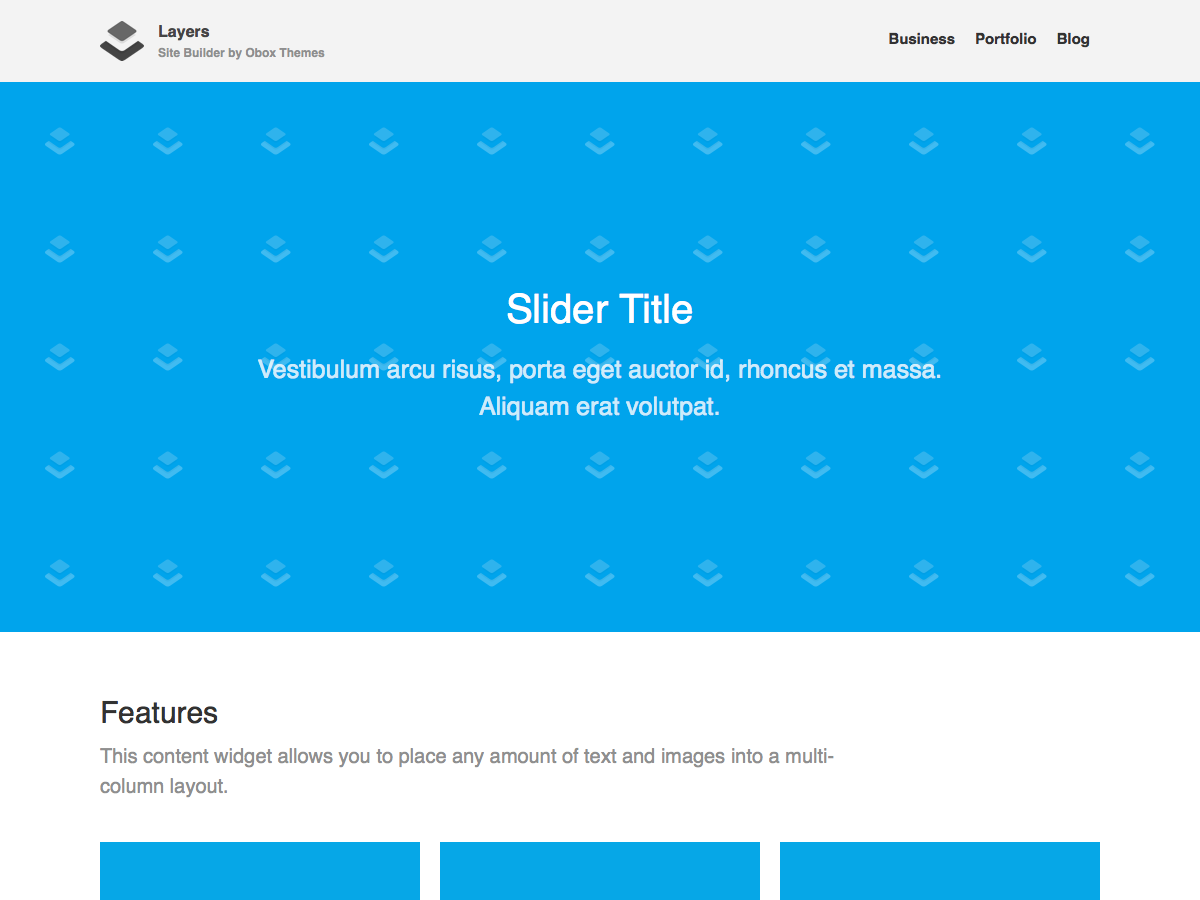 Layers
Site Builder by Obox Themes
Business Portfolio Blog
Slider Title
Vestibulum arcu risus, porta eget auctor id, rhoncus et massa.
Aliquam erat volutpat.
Features
This content widget allows you to place any amount of text and images into a multi-
column layout.